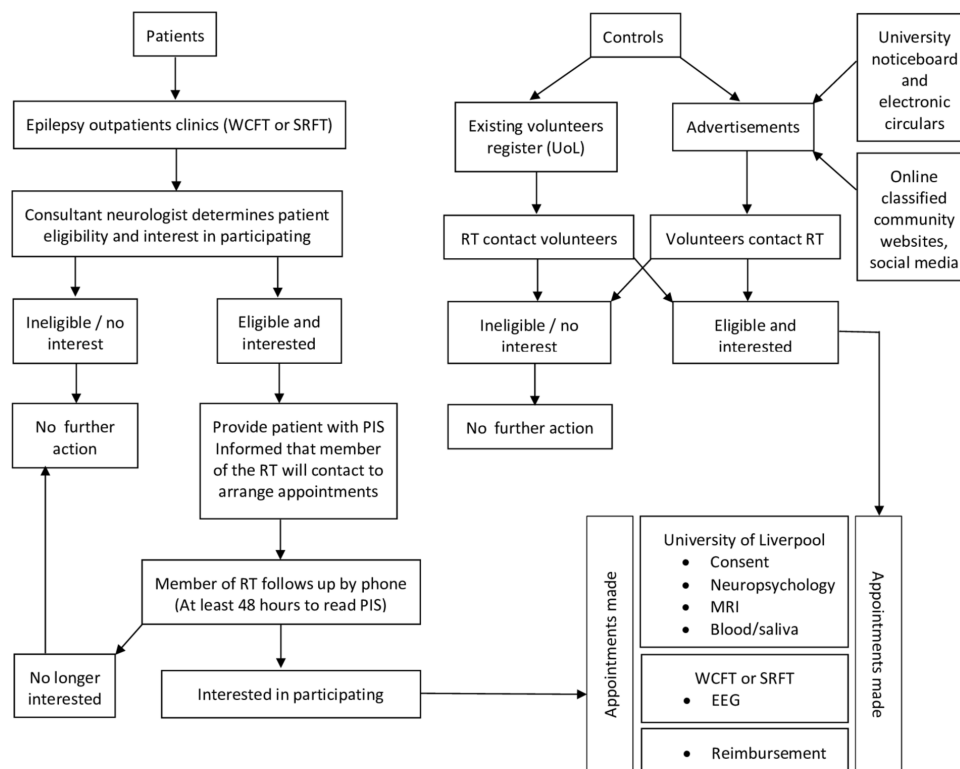 Patients
Epilepsy outpatients clinics (WCFT or SRFT)
Consultant neurologist determines patient
eligibility and interest in participating
Ineligible / no
interest
Eligible and
interested
No further
action
Provide patient with PIS
Informed that member
of the RT will contact to
arrange appointments
Member of RT follows up by phone
(At least 48 hours to read PIS)
No longer
interested
Interested in participating
Controls
Existing volunteers
register (UoL)
Advertisements
University
noticeboard
and
electronic
circulars
Online
classified
community
websites,
social media
RT contact volunteers
Volunteers contact RT
Ineligible / no
interest
Eligible and
interested
No further action
Appointments made
University of Liverpool
• Consent
• Neuropsychology
• MRI
• Blood/saliva
WCFT or SRFT
• EEG
• Reimbursement
Appointments made